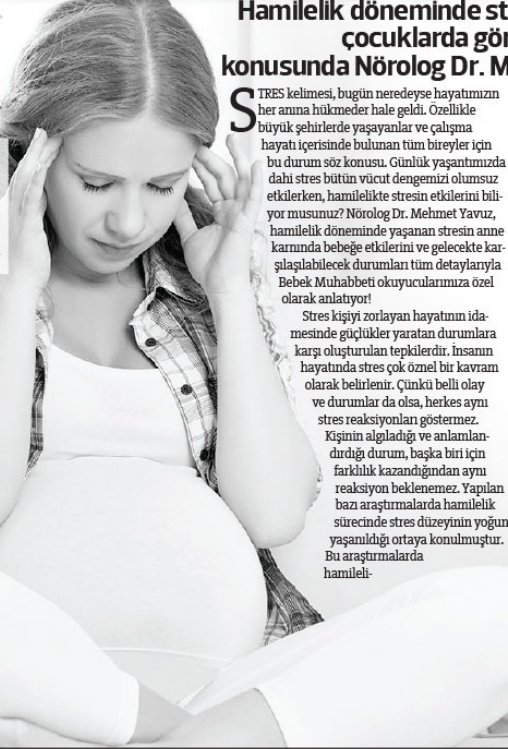 Hamilelik döneminde st
çocuklarda gör
konusunda Nörolog Dr. M
STRES kelimesi, bugün neredeyse hayatımızın
her anına hükmeder hale geldi. Özellikle
büyük şehirlerde yaşayanlar ve çalışma
hayatı içerisinde bulunan tüm bireyler için
bu durum söz konusu. Günlük yaşantımızda
dahi stres bütün vücut dengemizi olumsuz
etkilerken, hamilelikte stresin etkilerini bili-
yor musunuz? Nörolog Dr. Mehmet Yavuz,
hamilelik döneminde yaşanan stresin anne
karnında bebeğe etkilerini ve gelecekte kar-
şılaşılabilecek durumları tüm detaylarıyla
Bebek Muhabbeti okuyucularımıza özel
olarak anlatıyor!
Stres kişiyi zorlayan hayatının ida-
mesinde güçlükler yaratan durumlara
karşı oluşturulan tepkilerdir. İnsanın
hayatında stres çok öznel bir kavram
olarak belirlenir. Çünkü belli olay
ve durumlar da olsa, herkes aynı
stres reaksiyonları göstermez.
Kişinin algıladığı ve anlamlan-
dırdığı durum, başka biri için
farklılık kazandığından aynı
reaksiyon beklenemez. Yapılan
bazı araştırmalarda hamilelik
sürecinde stres düzeyinin yoğun
yaşanıldığı ortaya konulmuştur.
Bu araştırmalarda
hamileli-